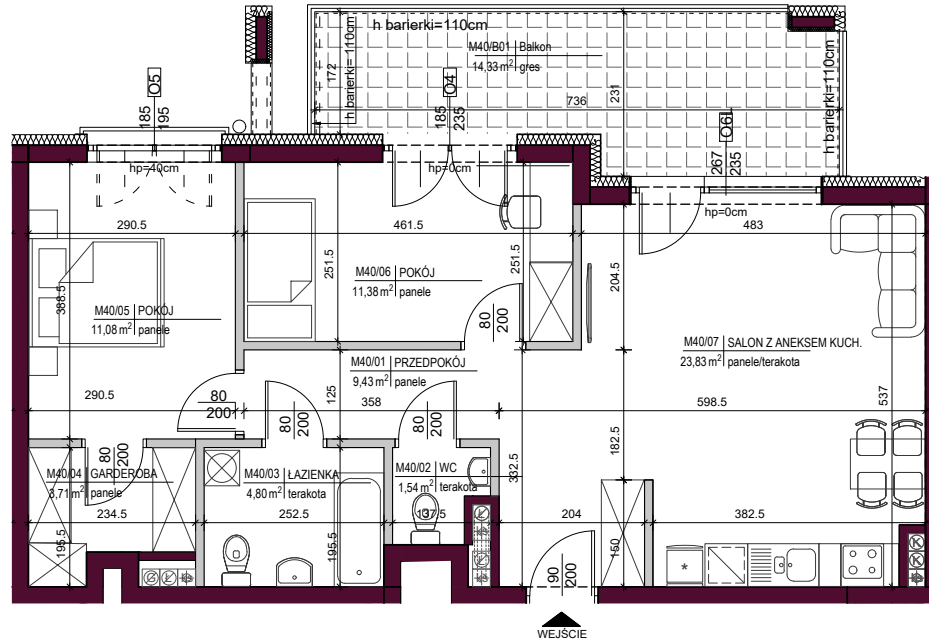 h barierki=110cm
M40/B01 Balkon
14,33 m² gres
h barierki= 110cm
h barierki= 110cm
172
736
231
O5
185
195
O4
185
235
O6L
267
235
hp=40cm
hp=0cm
hp=0cm
290.5
461.5
483
251.5
251.5
204.5
388.5
M40/06 POKÓJ
11,38 m² panele
M40/05 POKÓJ
11,08 m² panele
80
200
M40/07 SALON Z ANEKSEM KUCH.
23,83 m² panele/terakota
M40/01 PRZEDPOKÓJ
9,43 m² panele
290.5
80
200
125
358
598.5
537
80
200
80
200
80
200
182.5
332.5
M40/04 GARDEROBA
3,71 m² panele
M40/03 ŁAZIENKA
4,80 m² terakota
M40/02 WC
1,54 m² terakota
234.5
252.5
137.5
204
382.5
195.5
195.5
150
90
200
WEJŚCIE